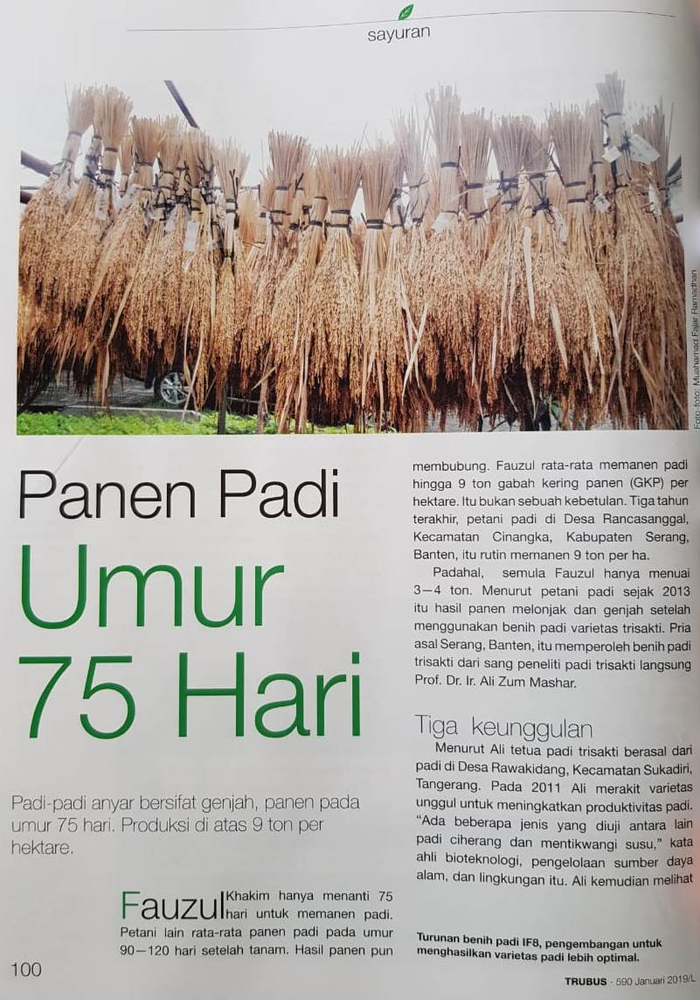 sayuran
Foto-foto: Muahamad Fajar Ramadhan
Panen Padi
Umur
75 Hari
Padi-padi anyar bersifat genjah, panen pada
umur 75 hari. Produksi di atas 9 ton per
hektare.
Fauzul Khakim hanya menanti 75
hari untuk memanen padi.
Petani lain rata-rata panen padi pada umur
90—120 hari setelah tanam. Hasil panen pun
membubung. Fauzul rata-rata memanen padi
hingga 9 ton gabah kering panen (GKP) per
hektare. Itu bukan sebuah kebetulan. Tiga tahun
terakhir, petani padi di Desa Rancasanggal,
Kecamatan Cinangka, Kabupaten Serang,
Banten, itu rutin memanen 9 ton per ha.
Padahal, semula Fauzul hanya menuai
3—4 ton. Menurut petani padi sejak 2013
itu hasil panen melonjak dan genjah setelah
menggunakan benih padi varietas trisakti. Pria
asal Serang, Banten, itu memperoleh benih padi
trisakti dari sang peneliti padi trisakti langsung
Prof. Dr. Ir. Ali Zum Mashar.
Tiga keunggulan
Menurut Ali tetua padi trisakti berasal dari
padi di Desa Rawakidang, Kecamatan Sukadiri,
Tangerang. Pada 2011 Ali merakit varietas
unggul untuk meningkatkan produktivitas padi.
“Ada beberapa jenis yang diuji antara lain
padi ciherang dan mentikwangi susu,” kata
ahli bioteknologi, pengelolaan sumber daya
alam, dan lingkungan itu. Ali kemudian melihat
Turunan benih padi IF8, pengembangan untuk
menghasilkan varietas padi lebih optimal.
100
TRUBUS - 590 Januari 2019/L